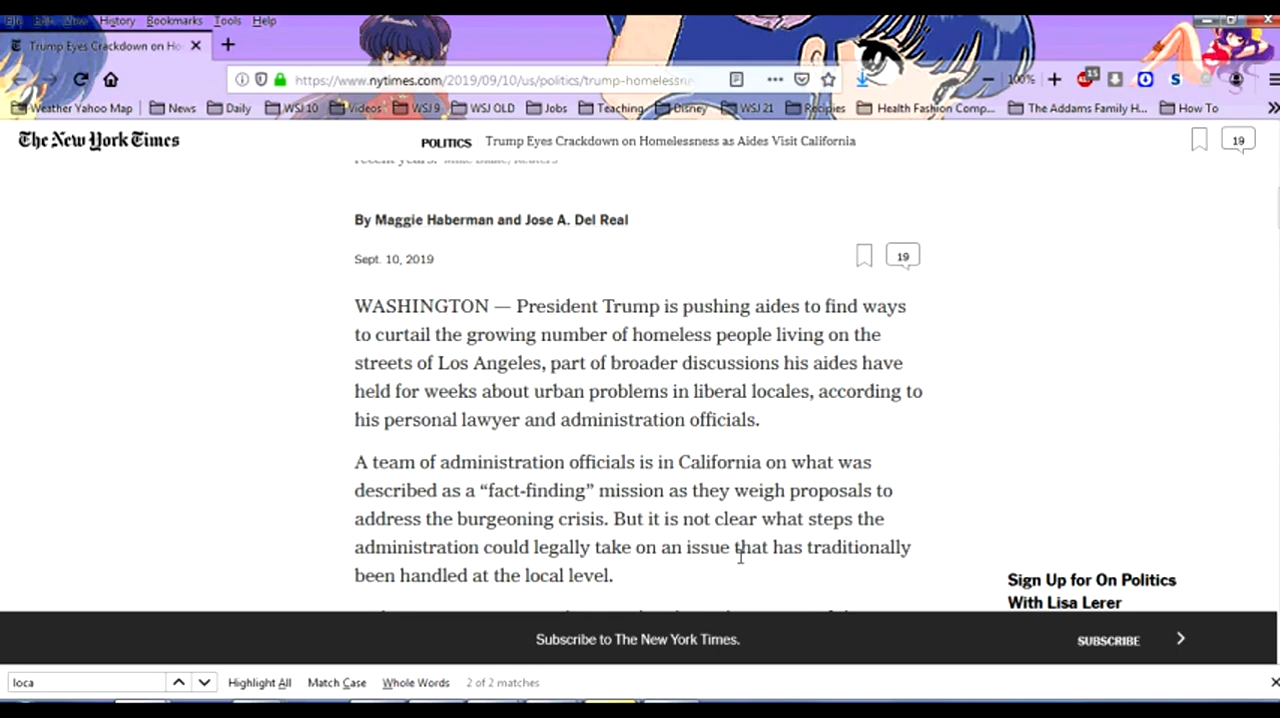 File Edit View History Bookmarks Tools Help
Trump Eyes Crackdown on Ho
https://www.nytimes.com/2019/09/10/us/politics/trump-homelessn
100%
15
Weather Yahoo Map News Daily WSJ 10 Videos WSJ 9 WSJ OLD Jobs Teaching Disney WSJ 21 Recipies Health Fashion Comp... The Addams Family H... How To
The New York Times POLITICS Trump Eyes Crackdown on Homelessness as Aides Visit California 19
recent years. Mike Blake/Reuters
By Maggie Haberman and Jose A. Del Real
Sept. 10, 2019
19
WASHINGTON — President Trump is pushing aides to find ways
to curtail the growing number of homeless people living on the
streets of Los Angeles, part of broader discussions his aides have
held for weeks about urban problems in liberal locales, according to
his personal lawyer and administration officials.
A team of administration officials is in California on what was
described as a “fact-finding” mission as they weigh proposals to
address the burgeoning crisis. But it is not clear what steps the
administration could legally take on an issue that has traditionally
been handled at the local level.
Sign Up for On Politics
With Lisa Lerer
Subscribe to The New York Times. SUBSCRIBE
loca Highlight All Match Case Whole Words 2 of 2 matches